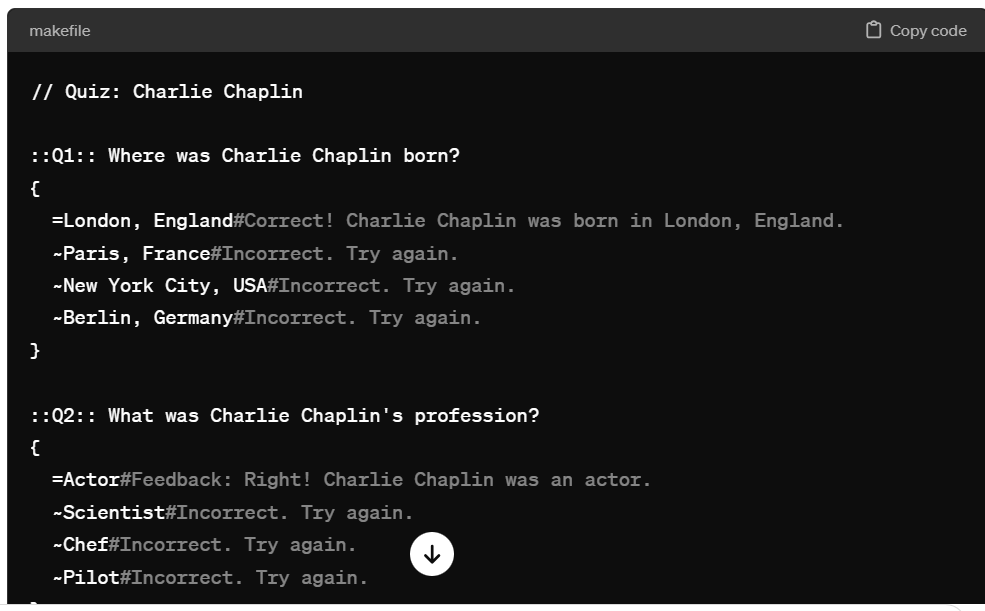 makefile
Copy code
// Quiz: Charlie Chaplin
::Q1:: Where was Charlie Chaplin born?
{
=London, England#Correct! Charlie Chaplin was born in London, England.
~Paris, France#Incorrect. Try again.
~New York City, USA#Incorrect. Try again.
~Berlin, Germany#Incorrect. Try again.
}
::Q2:: What was Charlie Chaplin's profession?
{
=Actor#Feedback: Right! Charlie Chaplin was an actor.
~Scientist#Incorrect. Try again.
~Chef#Incorrect. Try again.
~Pilot#Incorrect. Try again.